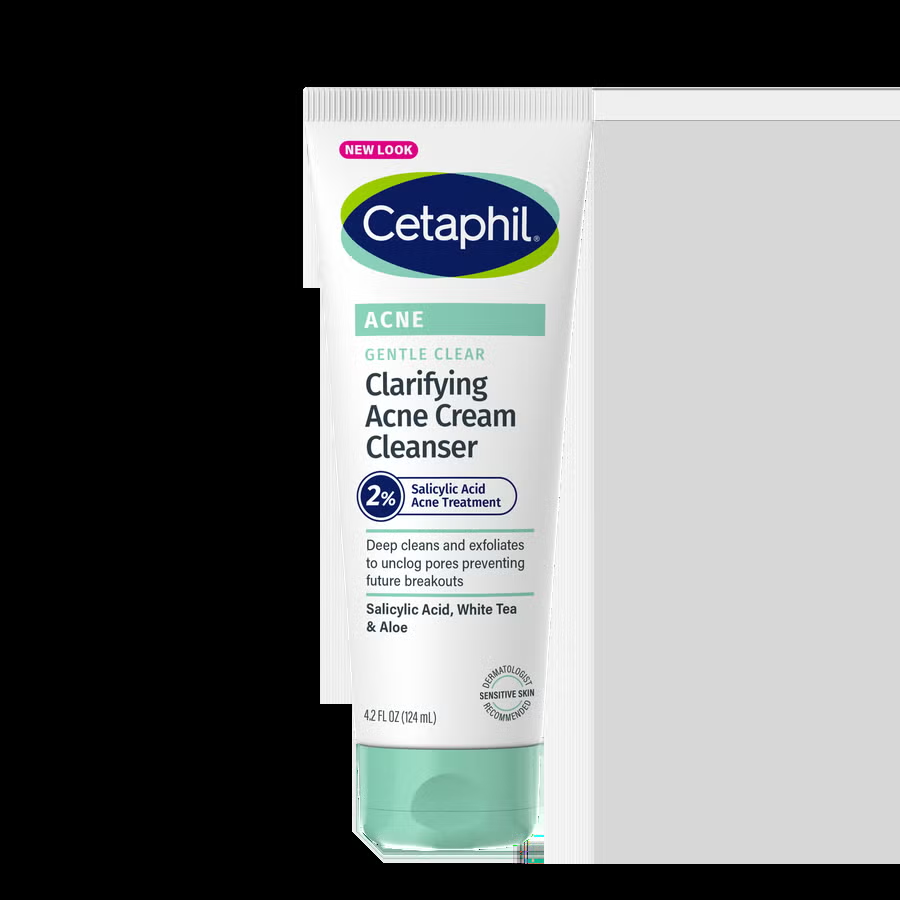 NEW LOOK
Cetaphil®
ACNE
GENTLE CLEAR
Clarifying
Acne Cream
Cleanser
2% Salicylic Acid
Acne Treatment
Deep cleans and exfoliates
to unclog pores preventing
future breakouts
Salicylic Acid, White Tea
& Aloe
DERMATOLOGIST
SENSITIVE SKIN
RECOMMENDED
4.2 FL OZ (124 mL)